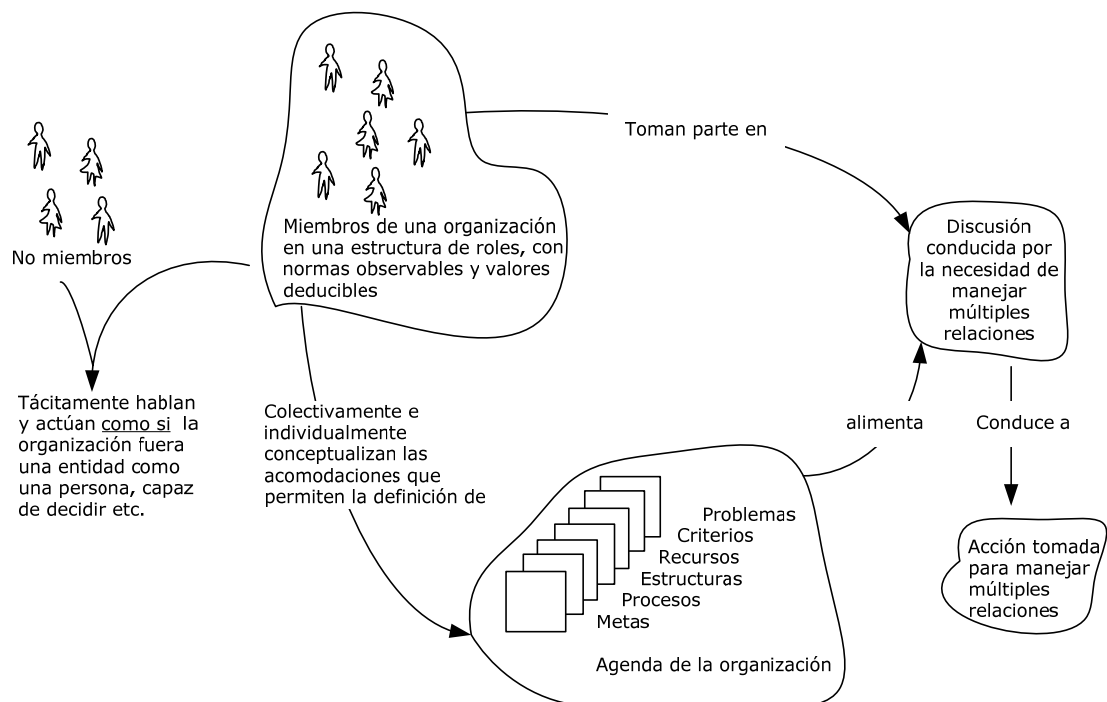 Toman parte en
No miembros
Miembros de una organización
en una estructura de roles, con
normas observables y valores
deducibles
Discusión
conducida por
la necesidad de
manejar
múltiples
relaciones
Tácitamente hablan
y actúan como si la
organización fuera
una entidad como
una persona, capaz
de decidir etc.
Colectivamente e
individualmente
conceptualizan las
acomodaciones que
permiten la definición de
alimenta
Conduce a
Problemas
Criterios
Recursos
Estructuras
Procesos
Metas
Agenda de la organización
Acción tomada
para manejar
múltiples
relaciones